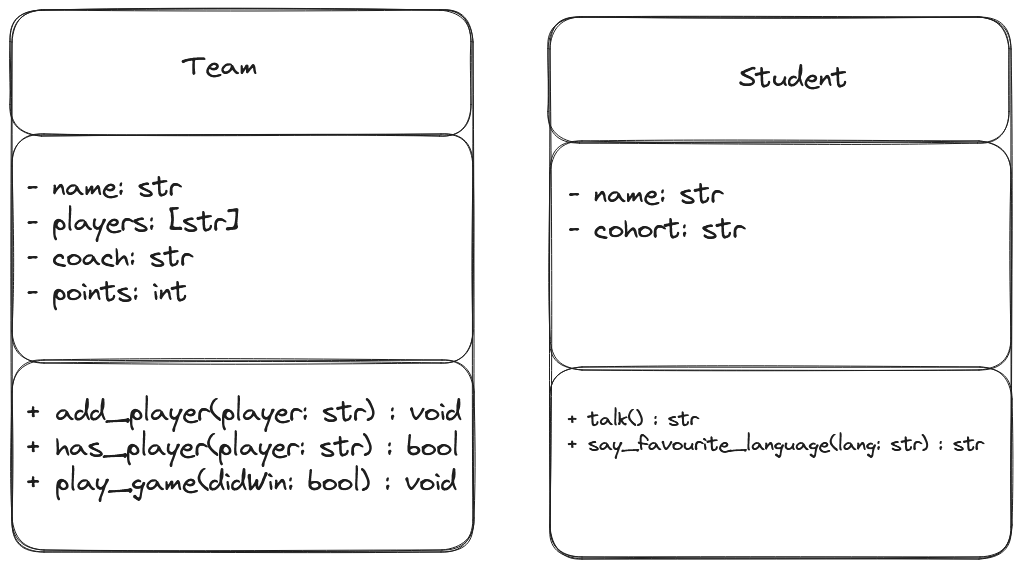 Team
- name: str
- players: [str]
- coach: str
- points: int
+ add_player(player: str) : void
+ has_player(player: str) : bool
+ play_game(didWin: bool) : void
Student
- name: str
- cohort: str
+ talk() : str
+ say_favourite_language(lang: str) : str